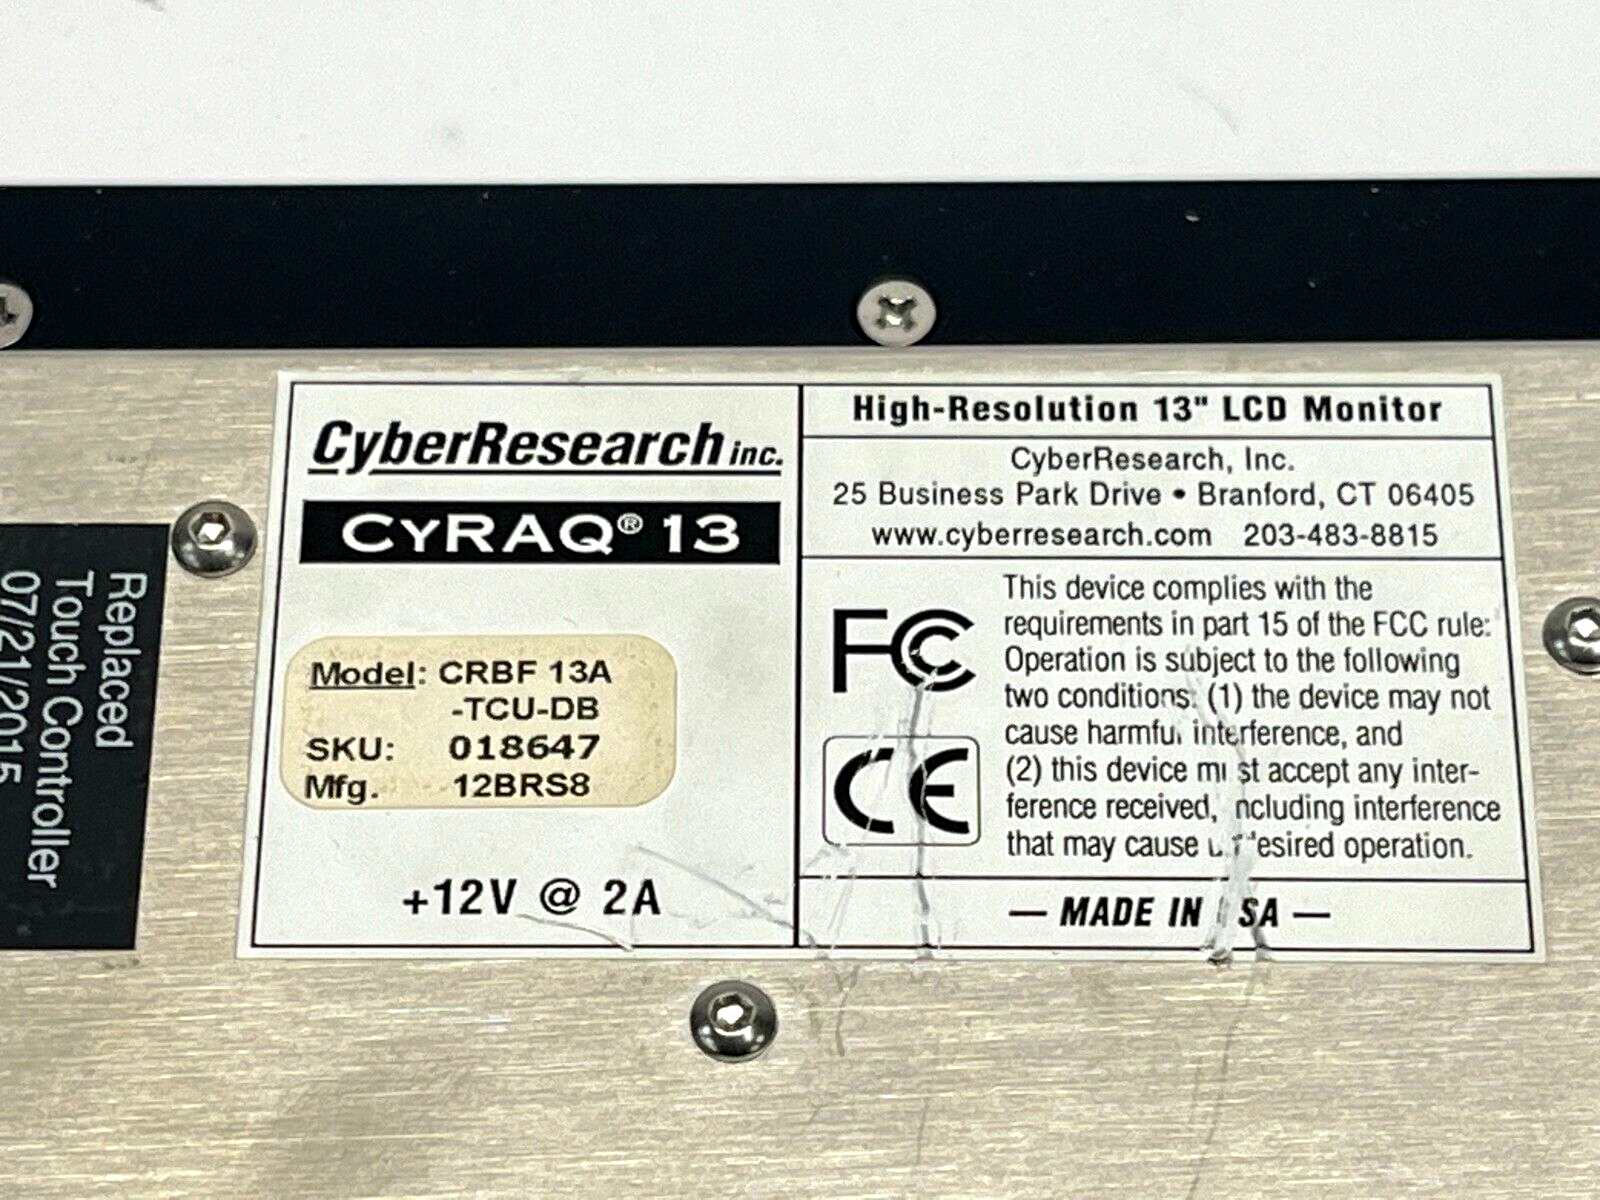 CyberResearch inc.
CyRAQ® 13
Model: CRBF 13A
-TCU-DB
SKU: 018647
Mfg. 12BRS8
+12V @ 2A
High-Resolution 13" LCD Monitor
CyberResearch, Inc.
25 Business Park Drive • Branford, CT 06405
www.cyberresearch.com 203-483-8815
FC
This device complies with the
requirements in part 15 of the FCC rule:
Operation is subject to the following
two conditions: (1) the device may not
cause harmful interference, and
(2) this device must accept any inter-
ference received, including interference
that may cause undesired operation.
CE
— MADE IN USA —
Replaced
Touch Controller
07/21/2015